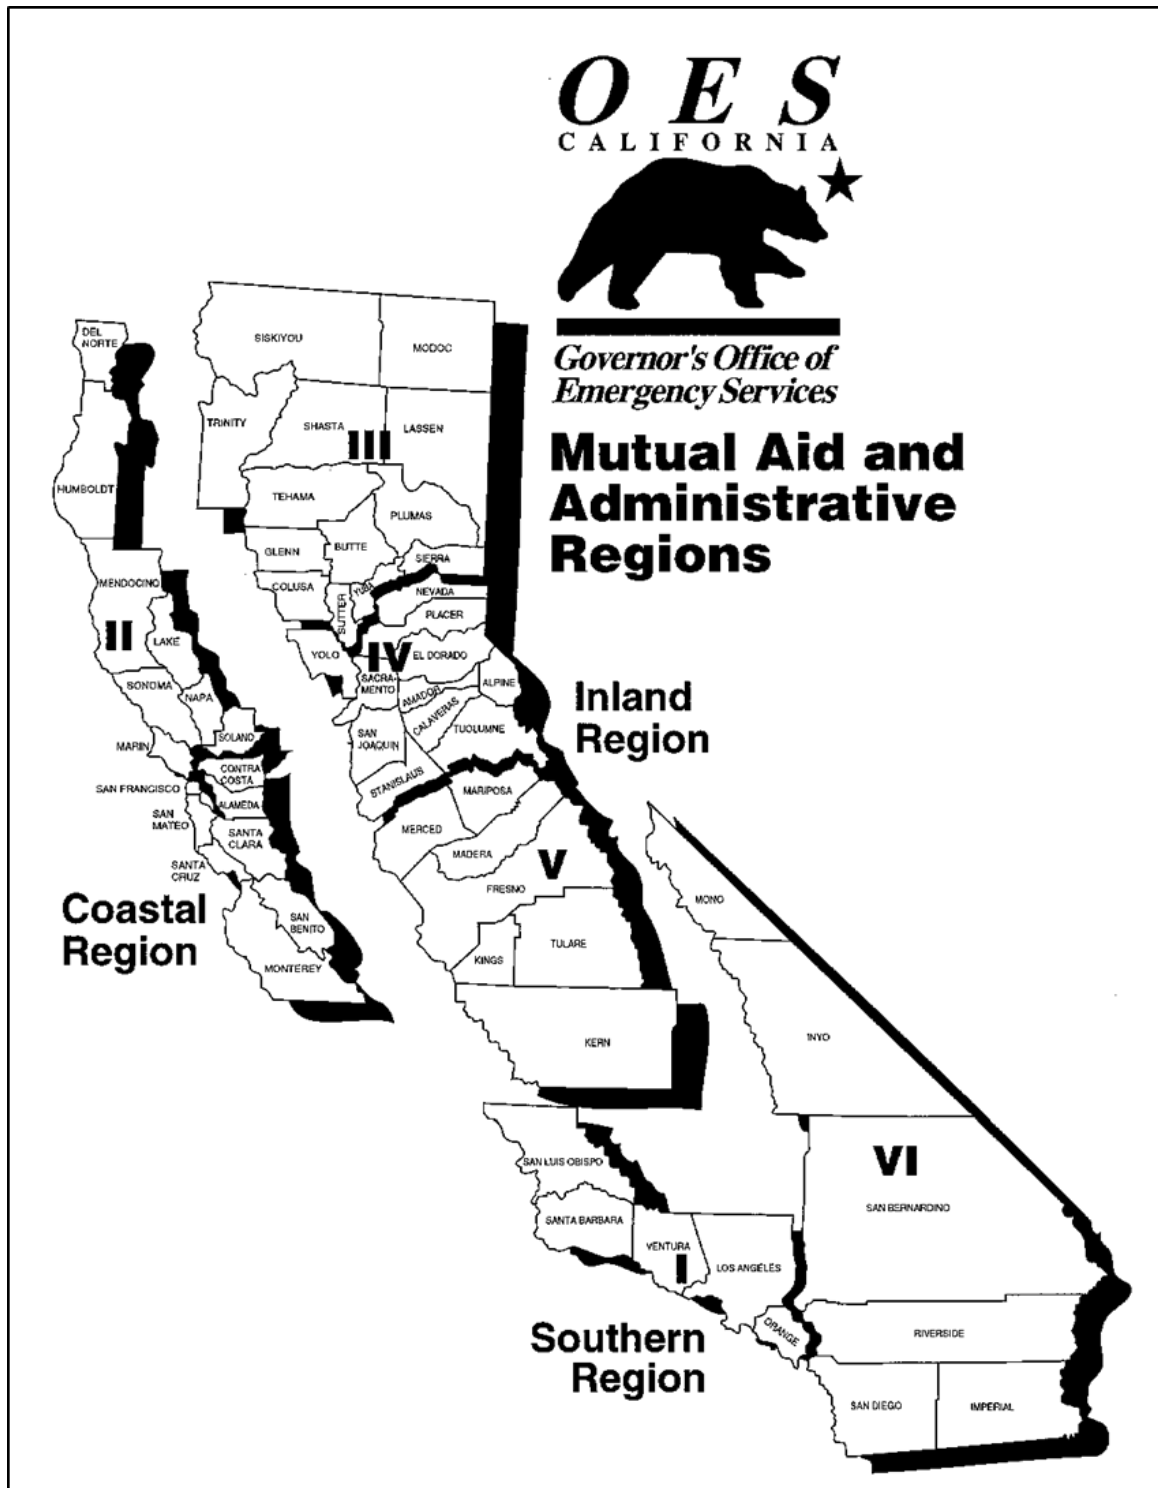 OES
CALIFORNIA
Governor's Office of
Emergency Services
Mutual Aid and
Administrative
Regions
DEL
NORTE
HUMBOLDT
MENDOCINO
II
LAKE
SONOMA
NAPA
MARIN
SOLANO
CONTRA
COSTA
SAN FRANCISCO
ALAMEDA
SAN
MATEO
SANTA
CLARA
SANTA
CRUZ
SAN
BENITO
MONTEREY
Coastal
Region
SISKIYOU
MODOC
TRINITY
SHASTA
LASSEN
III
TEHAMA
PLUMAS
GLENN
BUTTE
SIERRA
COLUSA
SUTTER
YUBA
NEVADA
PLACER
YOLO
IV
EL DORADO
SACRA-
MENTO
ALPINE
AMADOR
CALAVERAS
SAN
JOAQUIN
TUOLUMNE
STANISLAUS
MARIPOSA
MERCED
MADERA
V
FRESNO
TULARE
KINGS
KERN
Inland
Region
MONO
INYO
VI
SAN BERNARDINO
SAN LUIS OBISPO
SANTA BARBARA
VENTURA
I
LOS ANGELES
ORANGE
RIVERSIDE
SAN DIEGO
IMPERIAL
Southern
Region